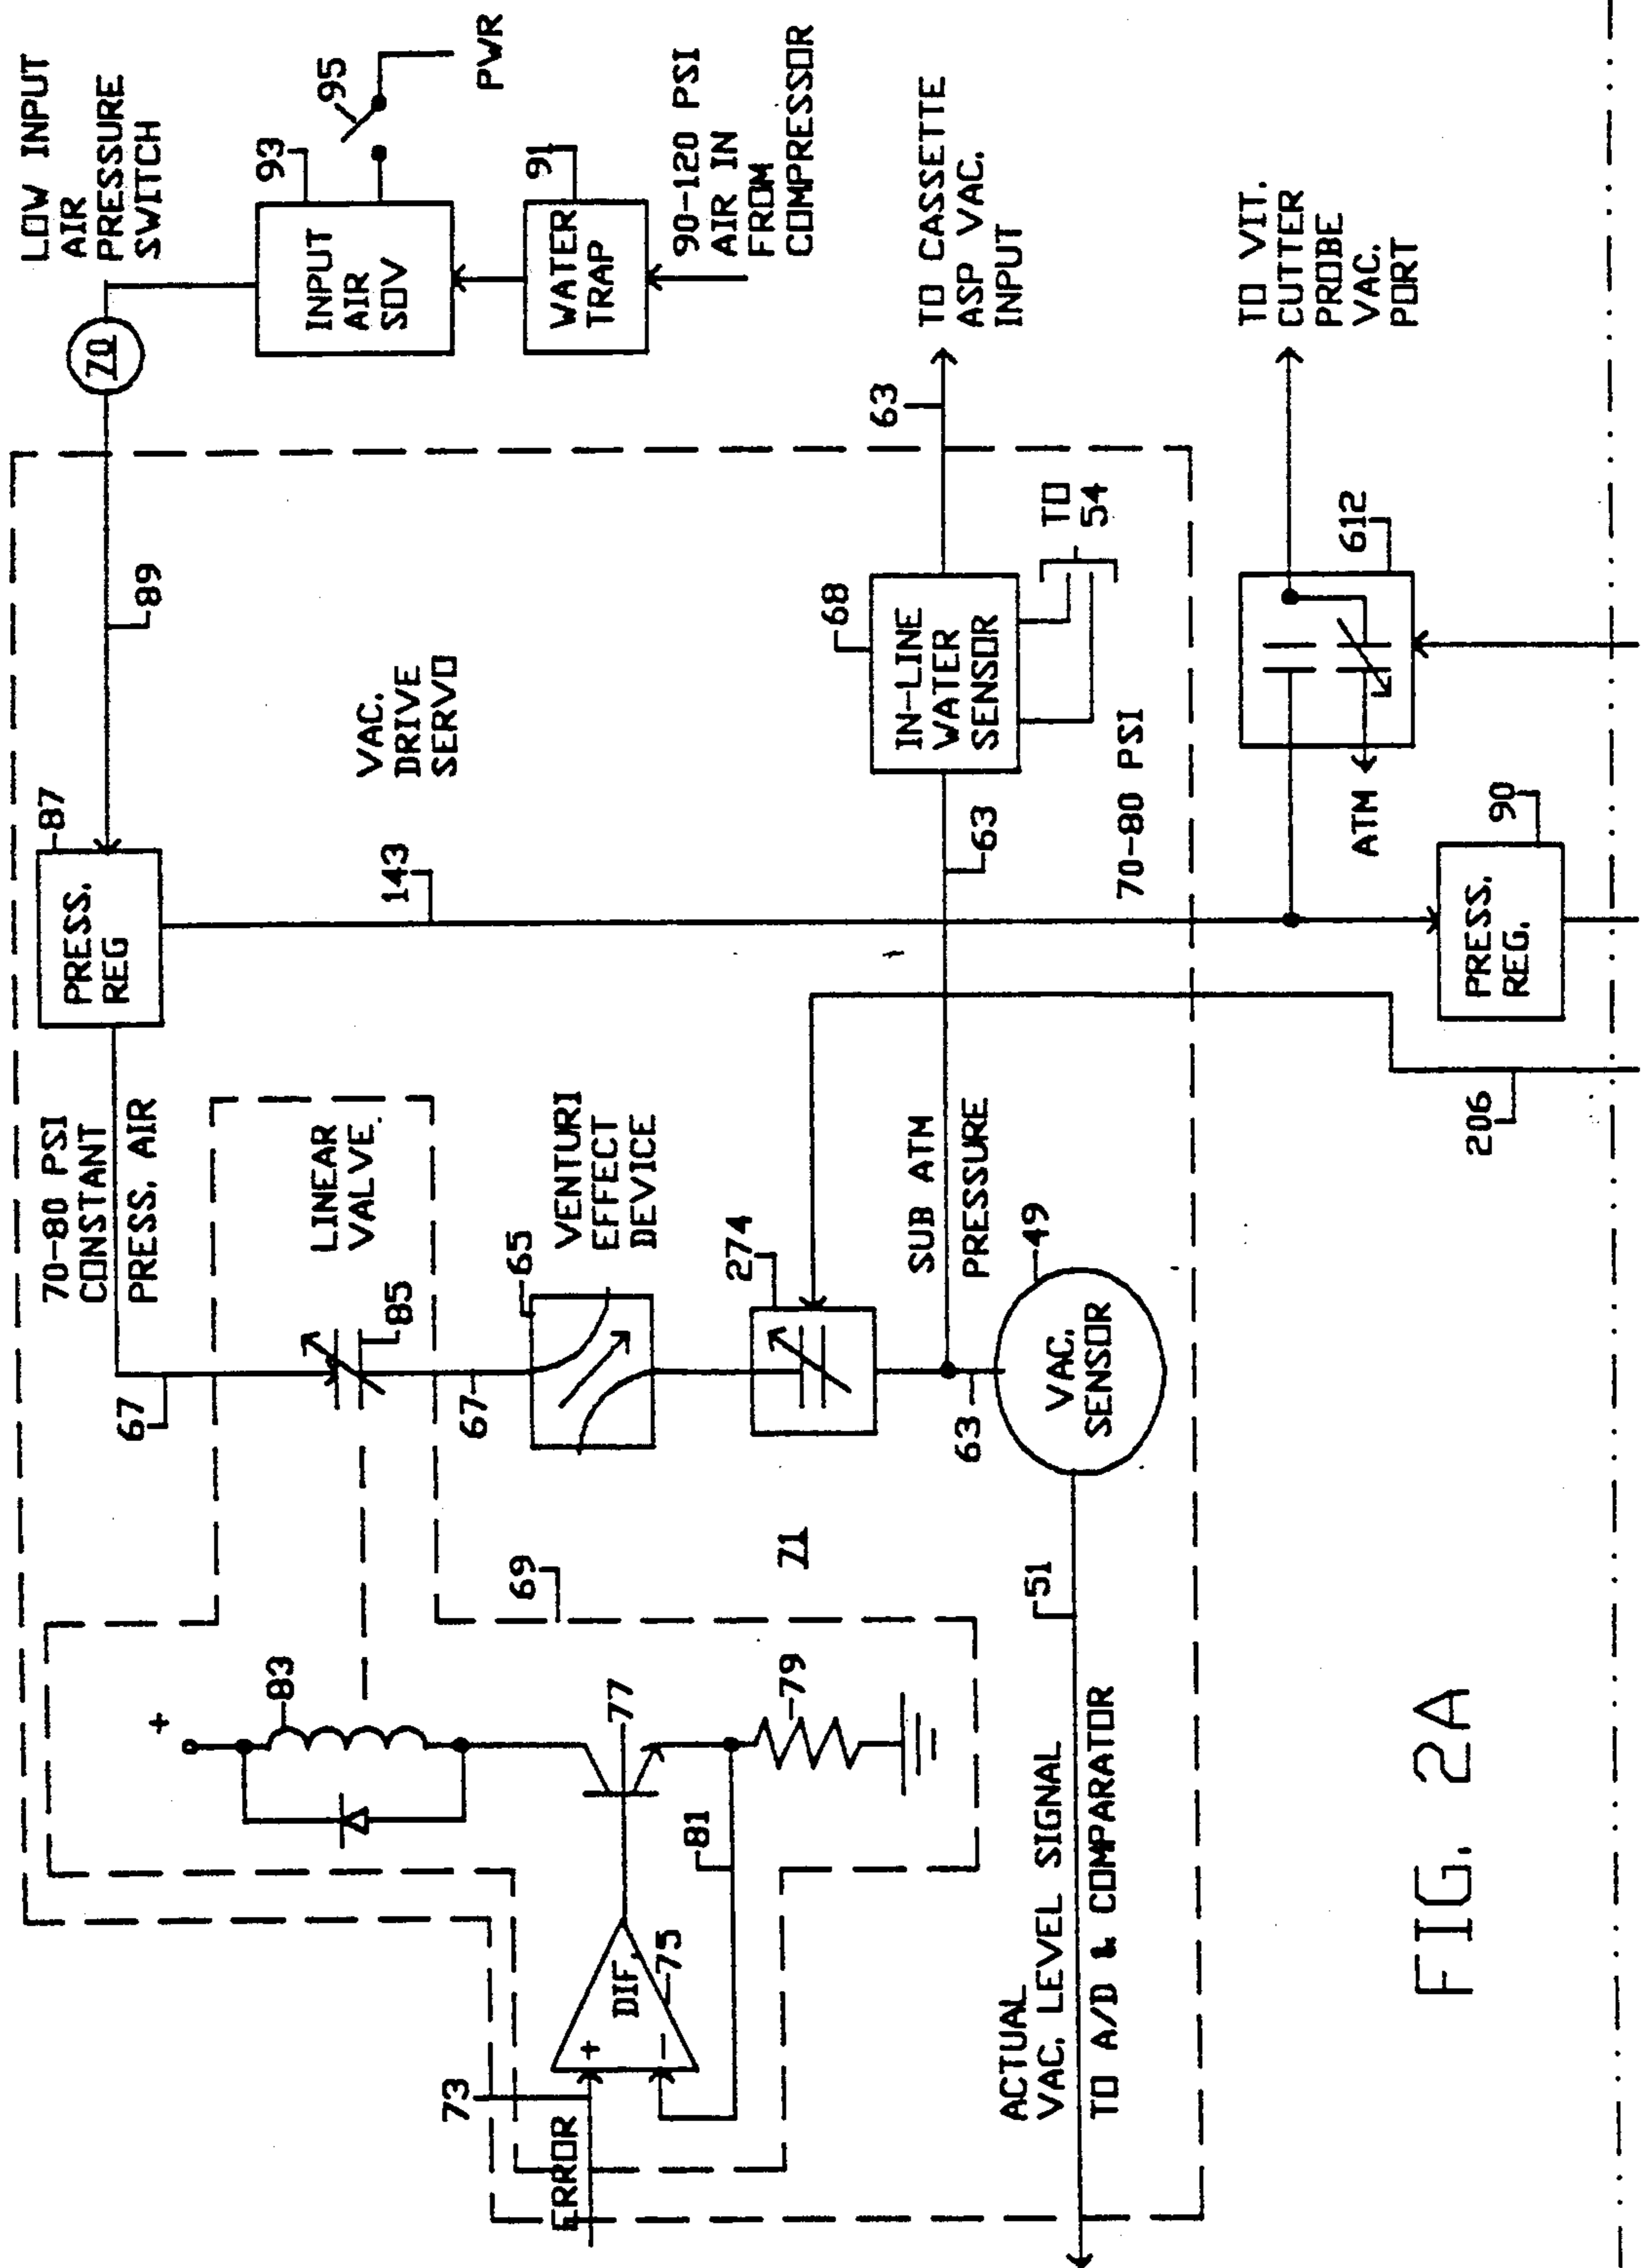 LOW INPUT
AIR
PRESSURE
SWITCH
70
93
95
PWR
INPUT
AIR
SOV
91
WATER
TRAP
90-120 PSI
AIR IN
FROM
COMPRESSOR
89
87
PRESS.
REG
VAC.
DRIVE
SERVO
143
70-80 PSI
CONSTANT
PRESS. AIR
67
LINEAR
VALVE.
85
67
65
VENTURI
EFFECT
DEVICE
274
SUB ATM
PRESSURE
63
49
VAC.
SENSOR
63
68
IN-LINE
WATER
SENSOR
TO
54
63
TO CASSETTE
ASP VAC.
INPUT
70-80 PSI
612
ATM
TO VIT.
CUTTER
PROBE
VAC.
PORT
90
PRESS.
REG.
206
+
83
77
79
81
69
71
73
ERROR
+
-
DIF.
75
51
ACTUAL
VAC. LEVEL SIGNAL
TO A/D & COMPARATOR
FIG. 2A